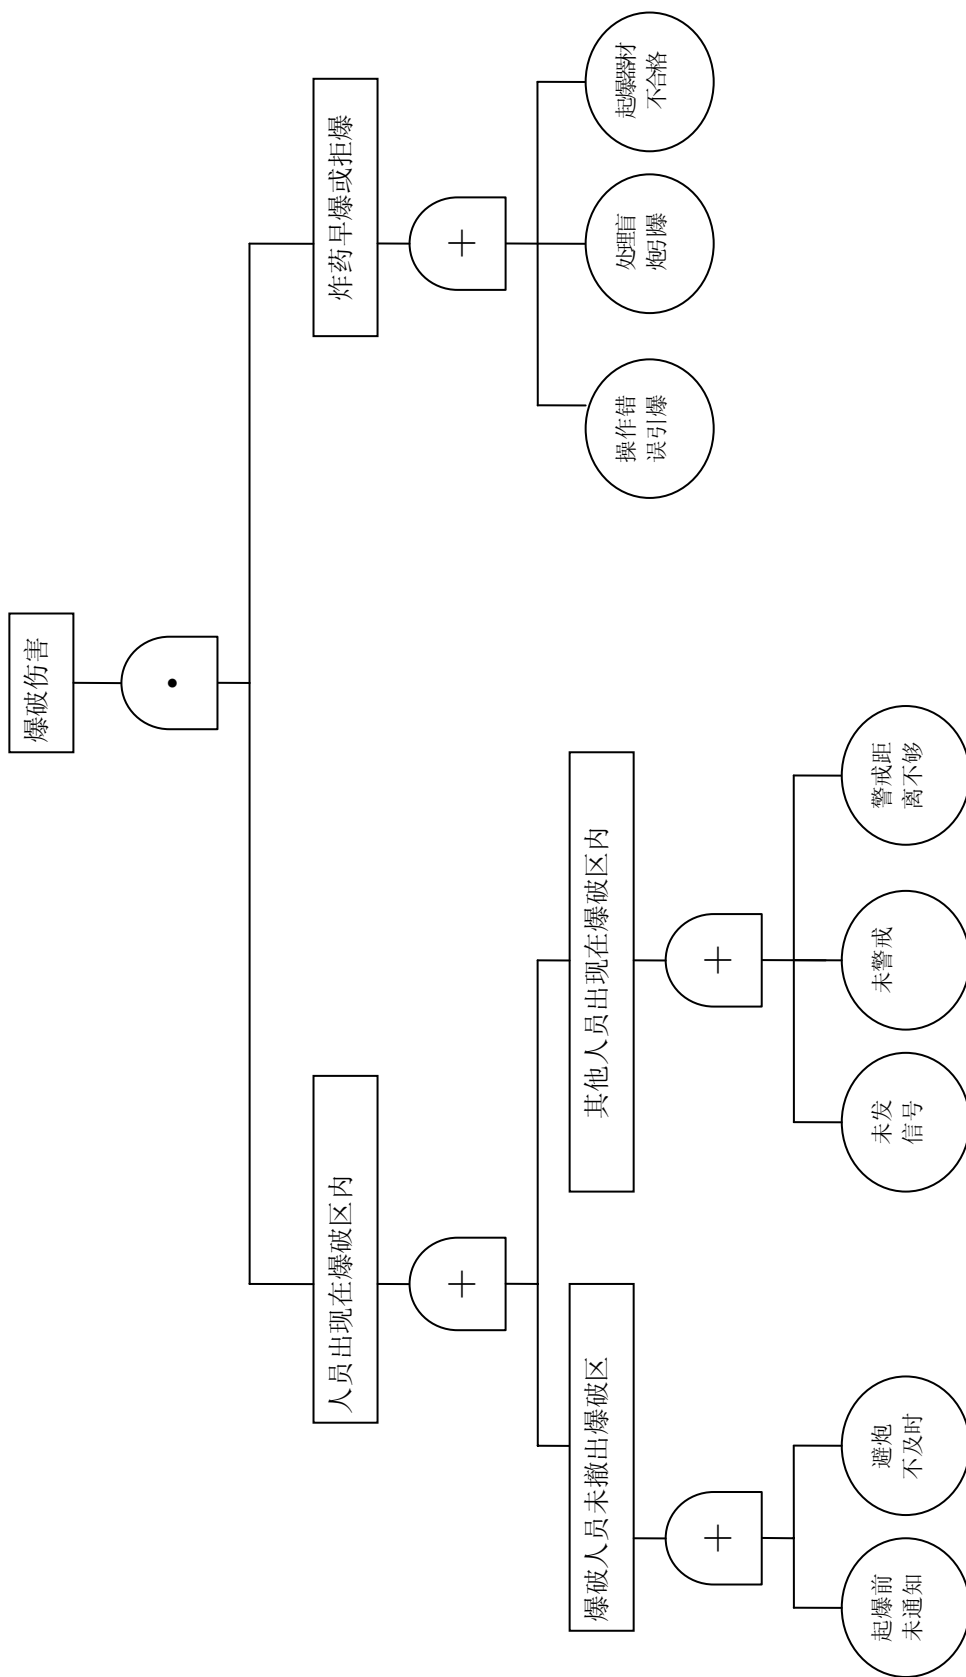 爆破伤害
人员出现在爆破区内
炸药早爆或拒爆
爆破人员未撤出爆破区
其他人员出现在爆破区内
操作错
误引爆
处理盲
炮引爆
起爆器材
不合格
起爆前
未通知
避炮
不及时
未发
信号
未警戒
警戒距
离不够